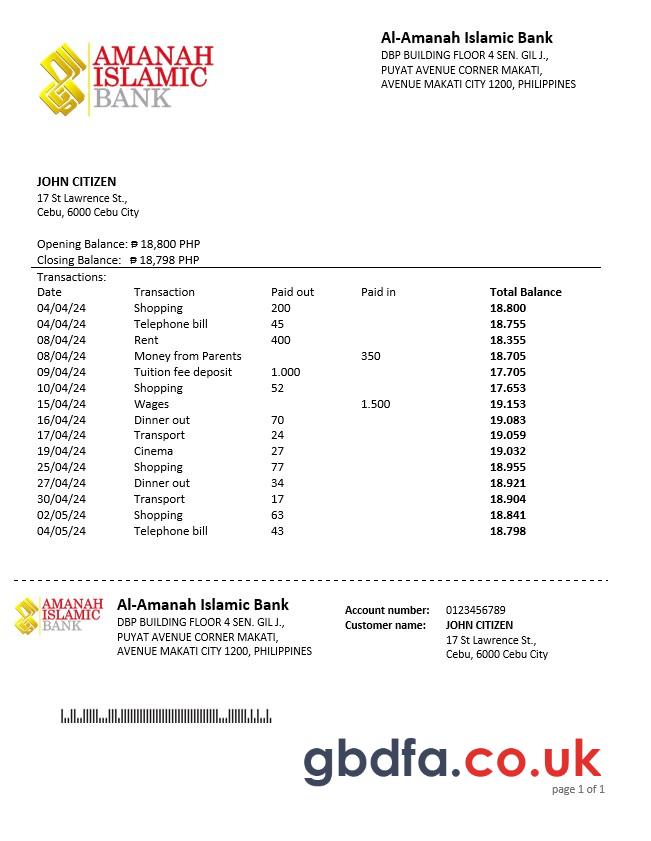 AMANAH
ISLAMIC
BANK
Al-Amanah Islamic Bank
DBP BUILDING FLOOR 4 SEN. GIL J.,
PUYAT AVENUE CORNER MAKATI,
AVENUE MAKATI CITY 1200, PHILIPPINES
JOHN CITIZEN
17 St Lawrence St.,
Cebu, 6000 Cebu City
Opening Balance: ₱ 18,800 PHP
Closing Balance: ₱ 18,798 PHP
Transactions:
Date Transaction Paid out Paid in Total Balance
04/04/24 Shopping 200 18.800
04/04/24 Telephone bill 45 18.755
08/04/24 Rent 400 18.355
08/04/24 Money from Parents 350 18.705
09/04/24 Tuition fee deposit 1.000 17.705
10/04/24 Shopping 52 17.653
15/04/24 Wages 1.500 19.153
16/04/24 Dinner out 70 19.083
17/04/24 Transport 24 19.059
19/04/24 Cinema 27 19.032
25/04/24 Shopping 77 18.955
27/04/24 Dinner out 34 18.921
30/04/24 Transport 17 18.904
02/05/24 Shopping 63 18.841
04/05/24 Telephone bill 43 18.798
AMANAH
ISLAMIC
BANK
Al-Amanah Islamic Bank
DBP BUILDING FLOOR 4 SEN. GIL J.,
PUYAT AVENUE CORNER MAKATI,
AVENUE MAKATI CITY 1200, PHILIPPINES
Account number: 0123456789
Customer name: JOHN CITIZEN
17 St Lawrence St.,
Cebu, 6000 Cebu City
gbdfa.co.uk
page 1 of 1